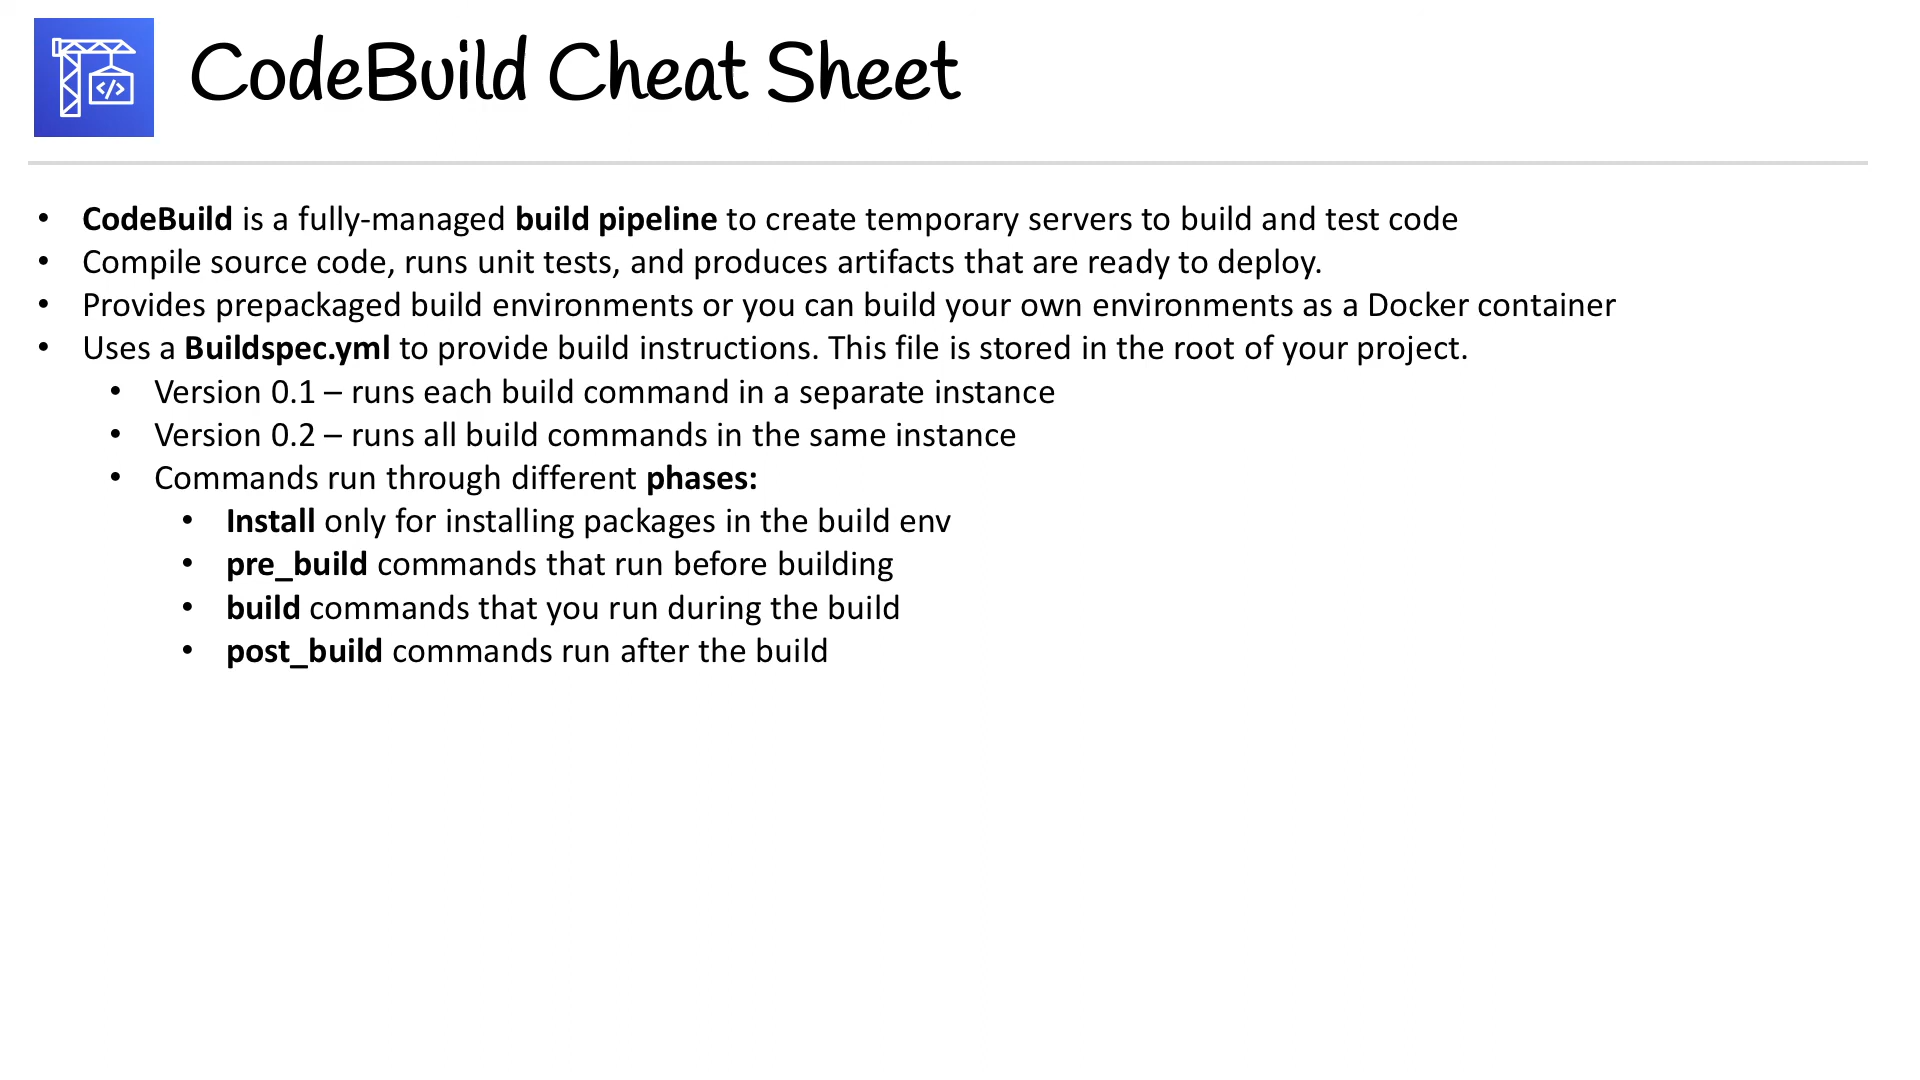 CodeBuild Cheat Sheet
• CodeBuild is a fully-managed build pipeline to create temporary servers to build and test code
• Compile source code, runs unit tests, and produces artifacts that are ready to deploy.
• Provides prepackaged build environments or you can build your own environments as a Docker container
• Uses a Buildspec.yml to provide build instructions. This file is stored in the root of your project.
• Version 0.1 – runs each build command in a separate instance
• Version 0.2 – runs all build commands in the same instance
• Commands run through different phases:
• Install only for installing packages in the build env
• pre_build commands that run before building
• build commands that you run during the build
• post_build commands run after the build